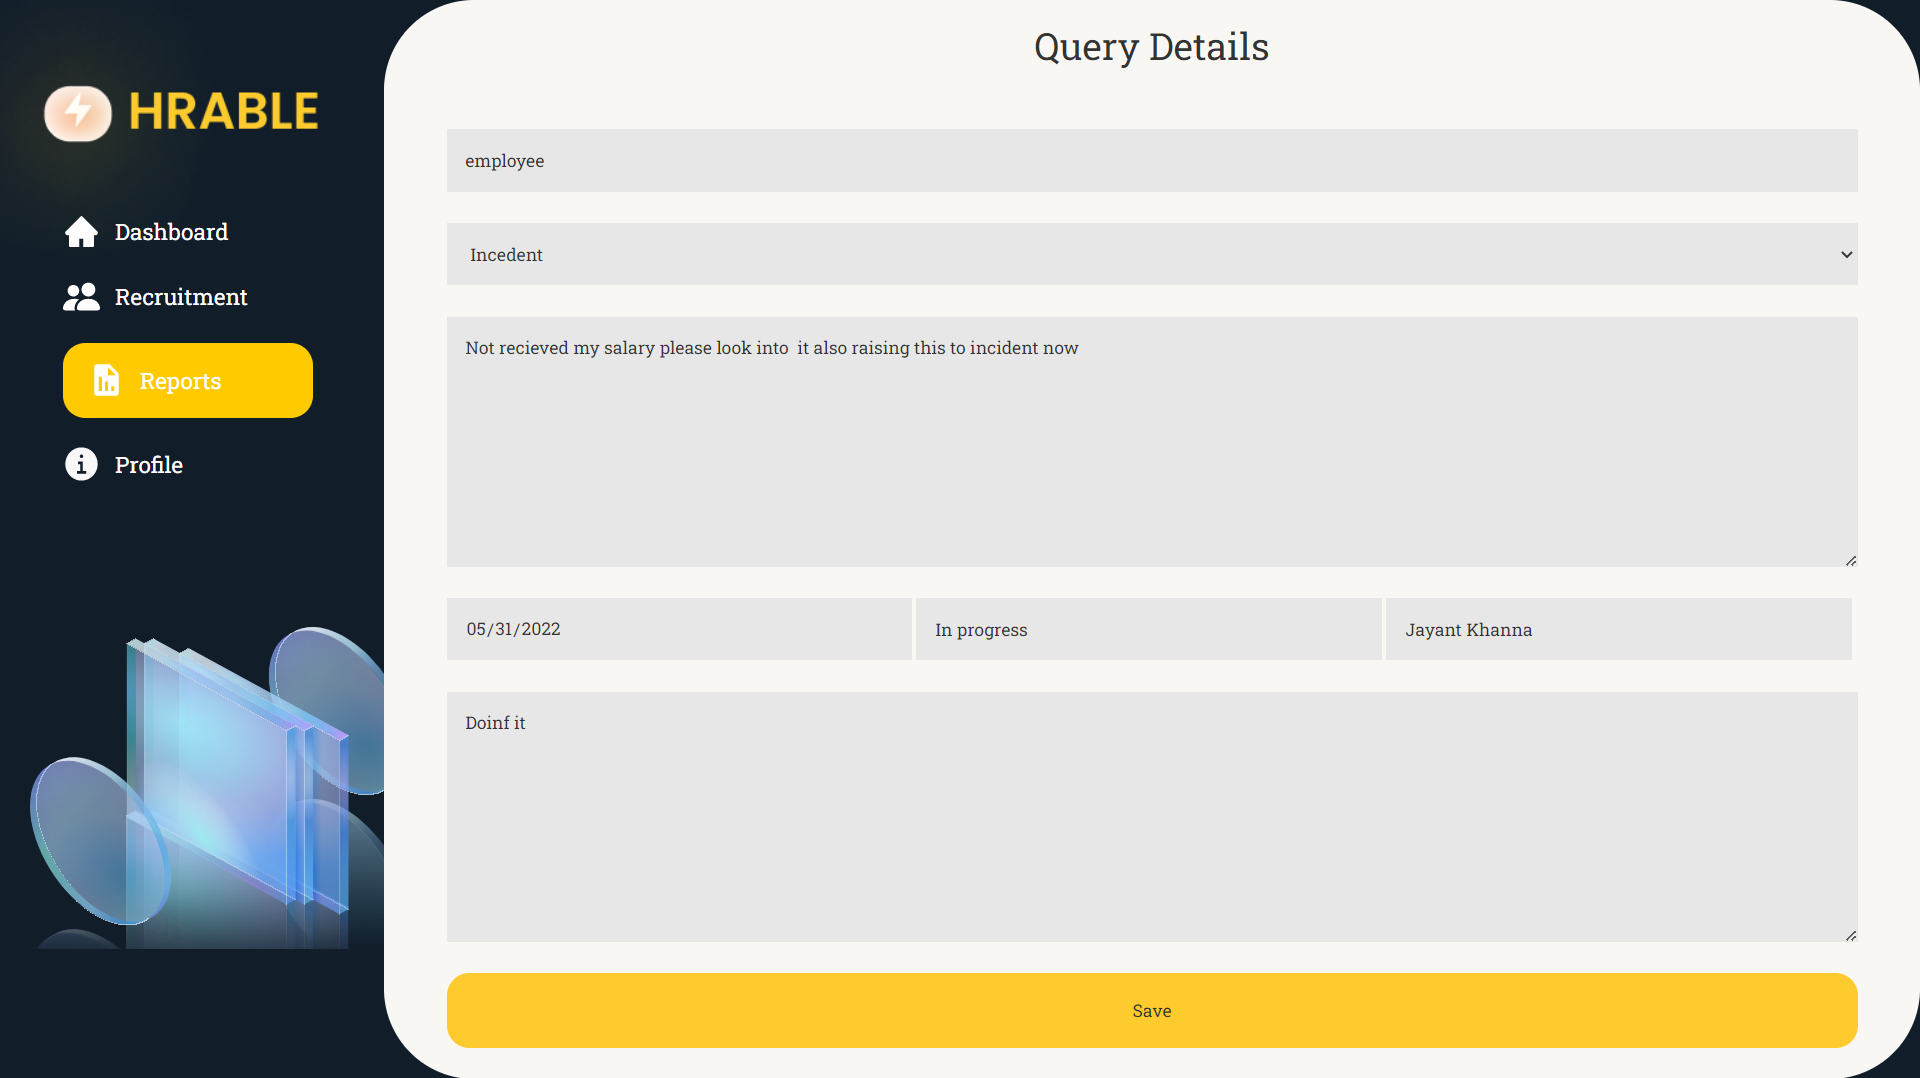 HRABLE
Dashboard
Recruitment
Reports
Profile
Query Details
employee
Incedent
Not recieved my salary please look into  it also raising this to incident now
05/31/2022 In progress Jayant Khanna
Doinf it
Save